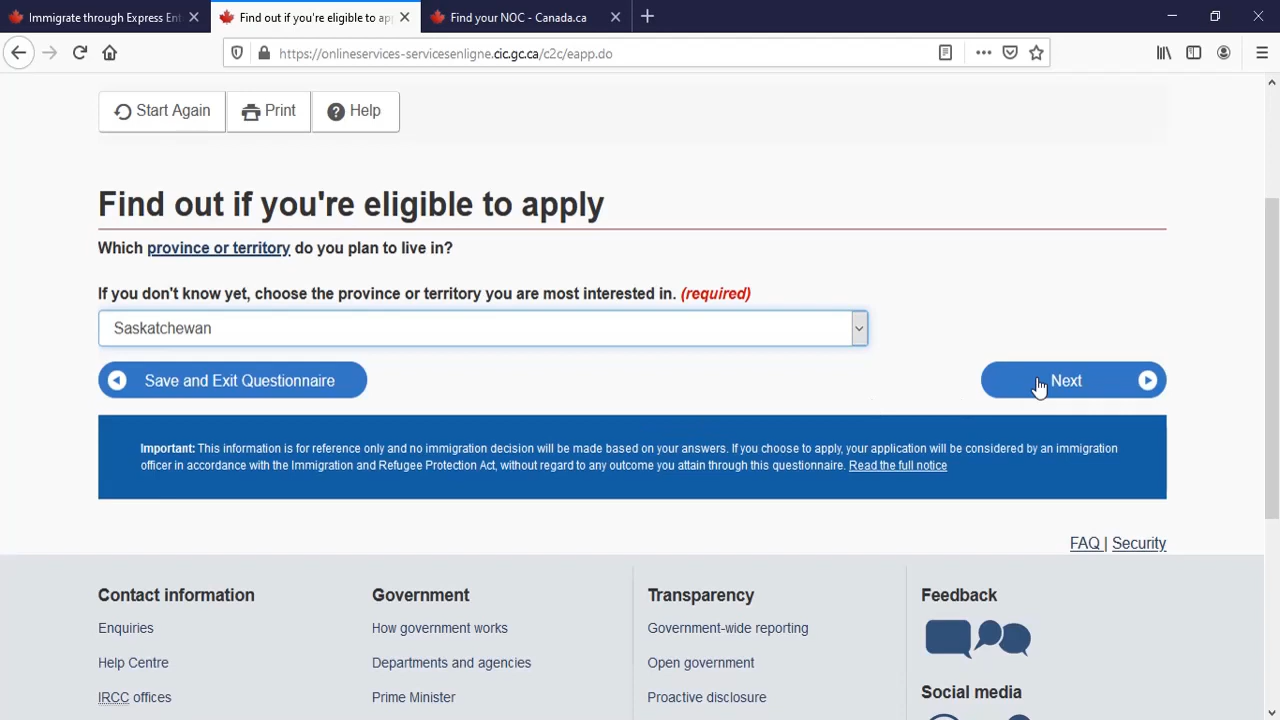 Immigrate through Express Ent
Find out if you're eligible to ap
Find your NOC - Canada.ca
https://onlineservices-servicesenligne.cic.gc.ca/c2c/eapp.do
Start Again
Print
Help
Find out if you're eligible to apply
Which province or territory do you plan to live in?
If you don't know yet, choose the province or territory you are most interested in. (required)
Saskatchewan
Save and Exit Questionnaire
Next
Important: This information is for reference only and no immigration decision will be made based on your answers. If you choose to apply, your application will be considered by an immigration
officer in accordance with the Immigration and Refugee Protection Act, without regard to any outcome you attain through this questionnaire. Read the full notice
FAQ | Security
Contact information
Enquiries
Help Centre
IRCC offices
Government
How government works
Departments and agencies
Prime Minister
Transparency
Government-wide reporting
Open government
Proactive disclosure
Feedback
Social media